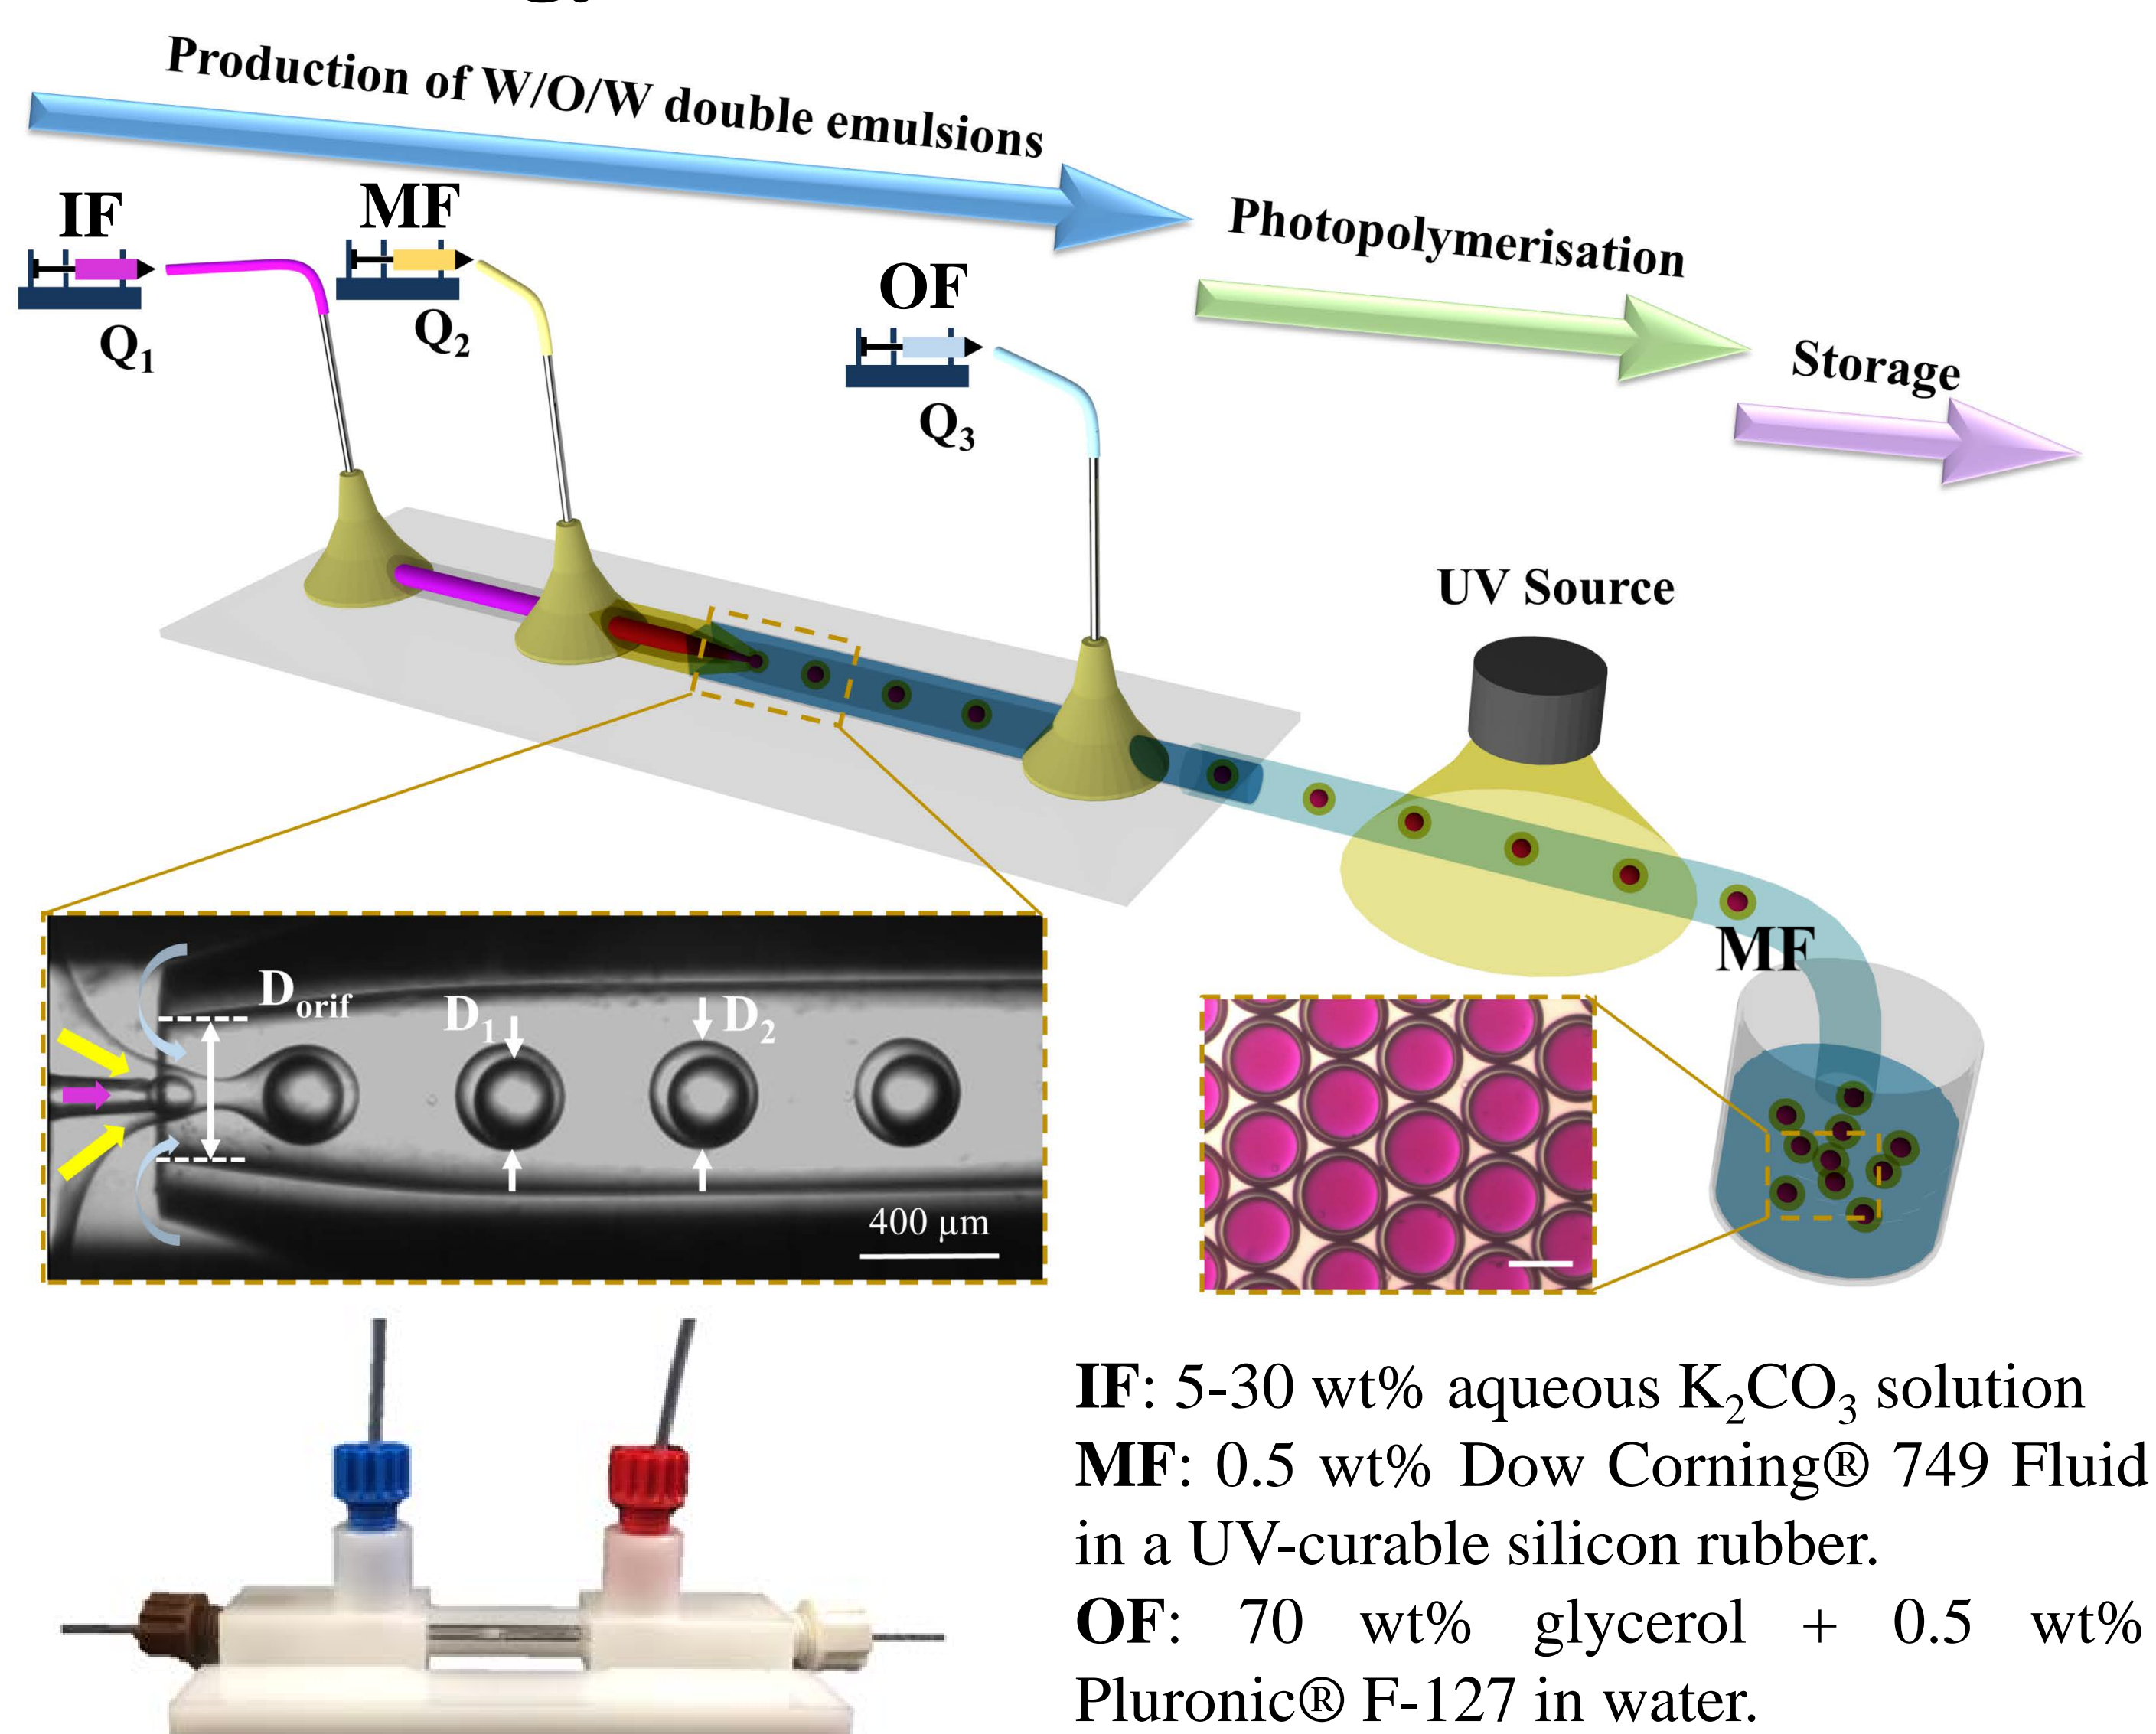 Production of W/O/W double emulsions
IF
MF
Q1
Q2
OF
Q3
Photopolymerisation
Storage
UV Source
MF
Dorif
D1
D2
400 µm
IF: 5-30 wt% aqueous K2CO3 solution
MF: 0.5 wt% Dow Corning® 749 Fluid
in a UV-curable silicon rubber.
OF: 70 wt% glycerol + 0.5 wt%
Pluronic® F-127 in water.